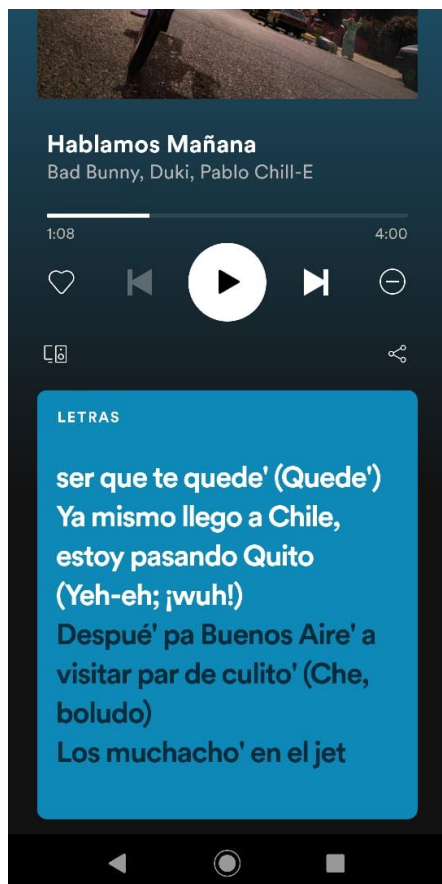 Hablamos Mañana
Bad Bunny, Duki, Pablo Chill-E
1:08 4:00
LETRAS
ser que te quede' (Quede')
Ya mismo llego a Chile,
estoy pasando Quito
(Yeh-eh; ¡wuh!)
Despué' pa Buenos Aire' a
visitar par de culito' (Che,
boludo)
Los muchacho' en el jet